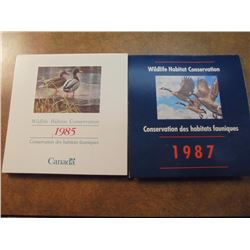 Wildlife Habitat Conservation
1985
Conservation des habitats fauniques
Canada
Wildlife Habitat Conservation
Conservation des habitats fauniques
1987